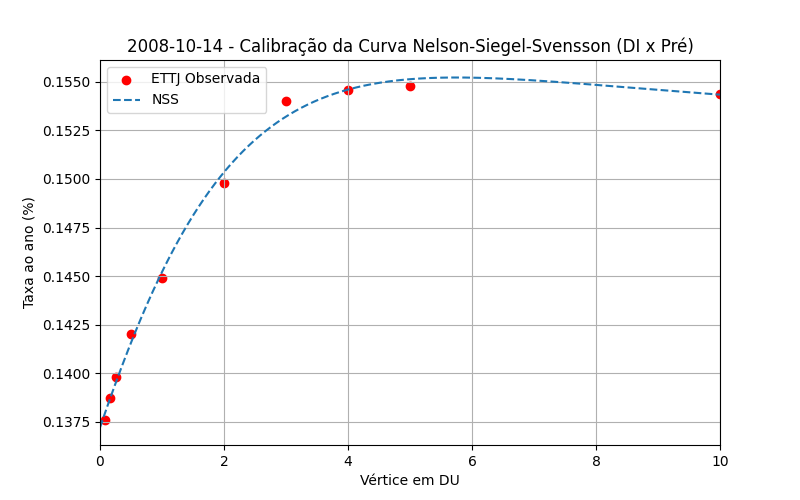 2008-10-14 - Calibração da Curva Nelson-Siegel-Svensson (DI x Pré)
ETTJ Observada
NSS
Taxa ao ano (%)
0.1550
0.1525
0.1500
0.1475
0.1450
0.1425
0.1400
0.1375
0 2 4 6 8 10
Vértice em DU